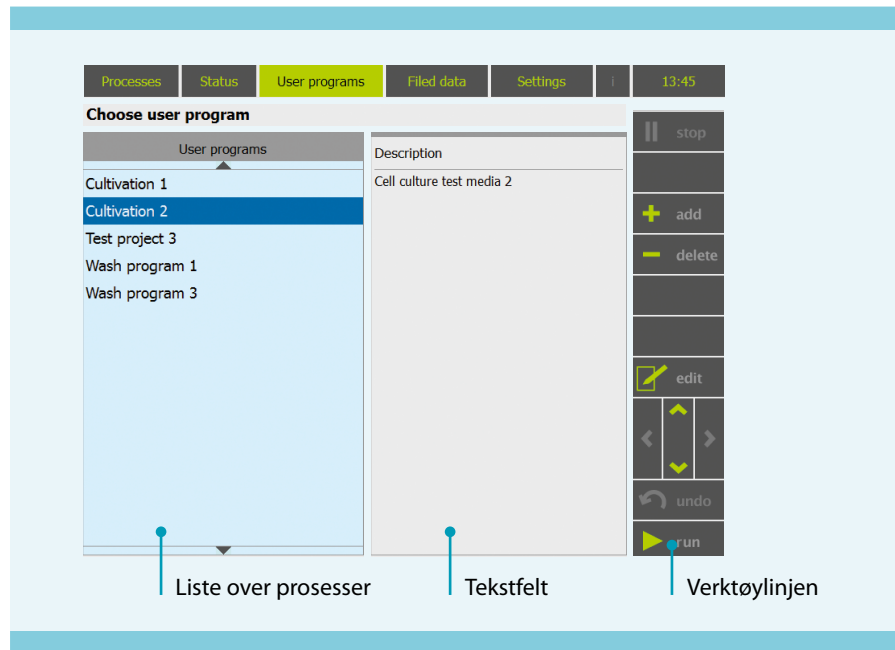 Processes Status User programs Filed data Settings i 13:45
Choose user program
stop
User programs
Description
Cultivation 1
Cell culture test media 2
Cultivation 2
add
Test project 3
delete
Wash program 1
Wash program 3
edit
undo
run
Liste over prosesser Tekstfelt Verktøylinjen